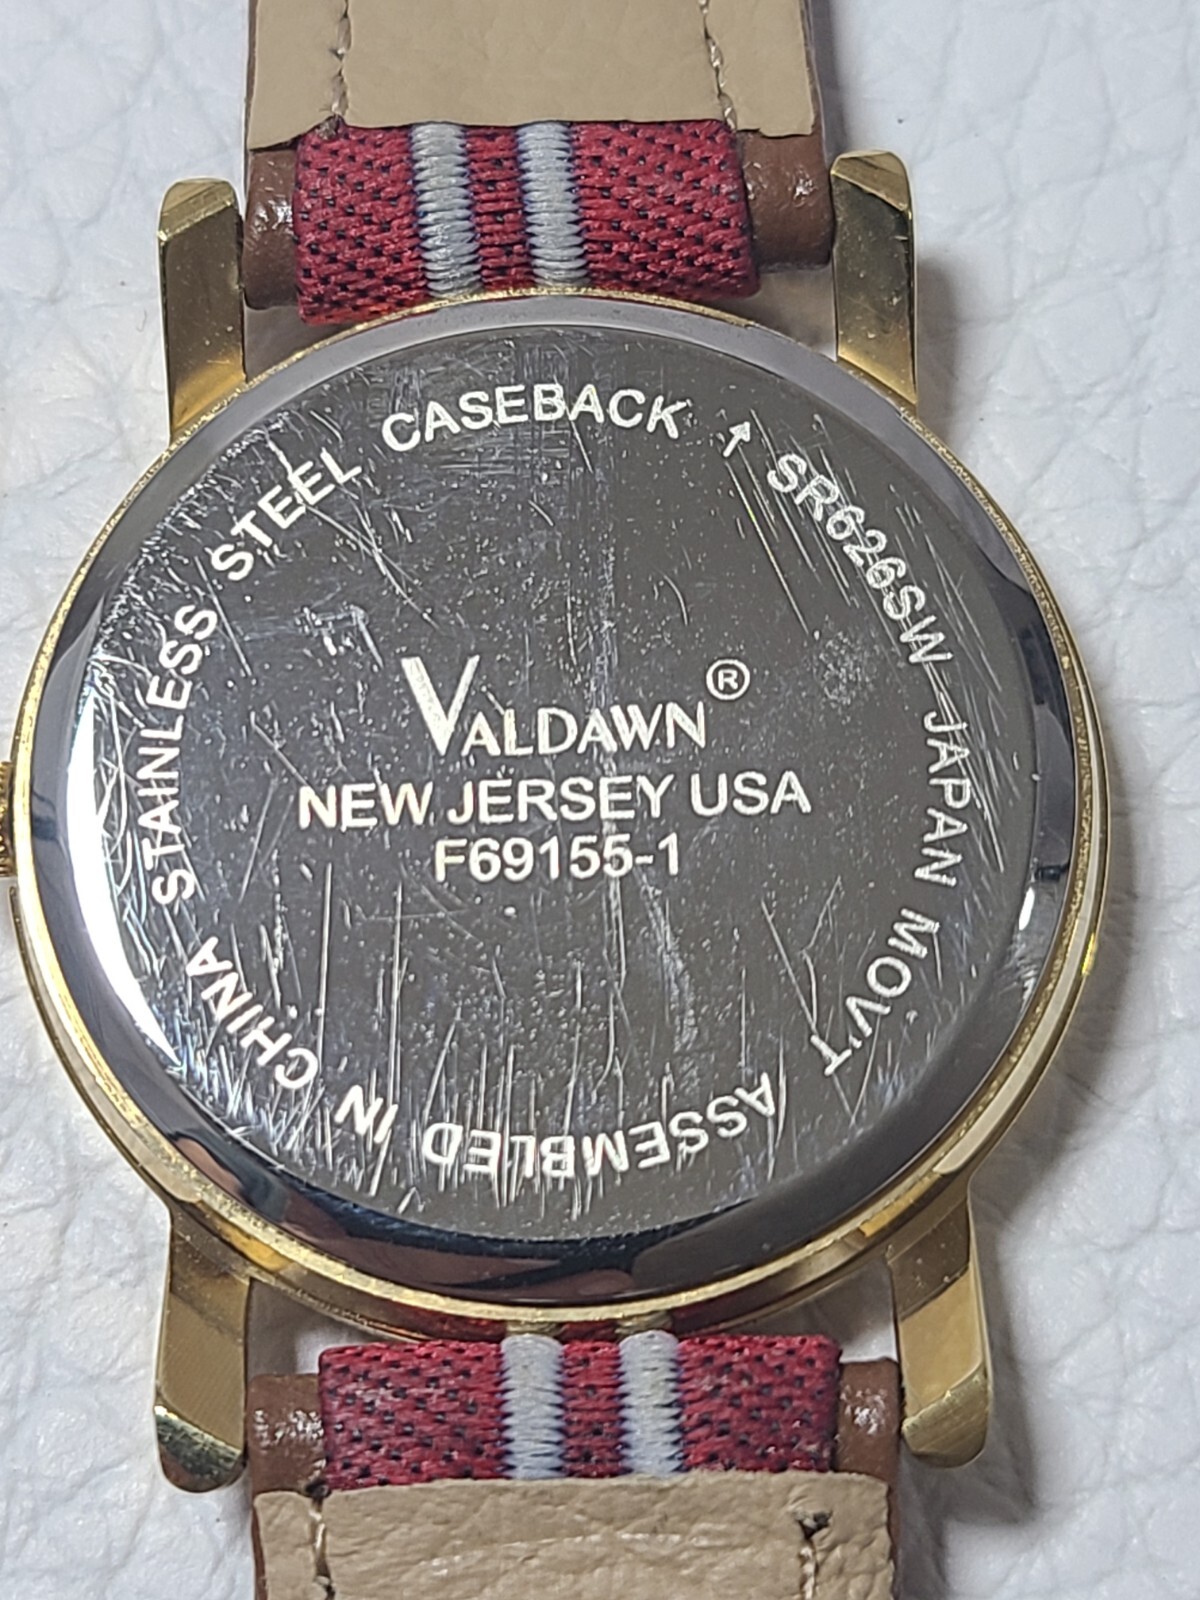 STAINLESS STEEL CASEBACK ↑ SR626SW JAPAN MOV'T ASSEMBLED IN CHINA
VALDAWN®
NEW JERSEY USA
F69155-1